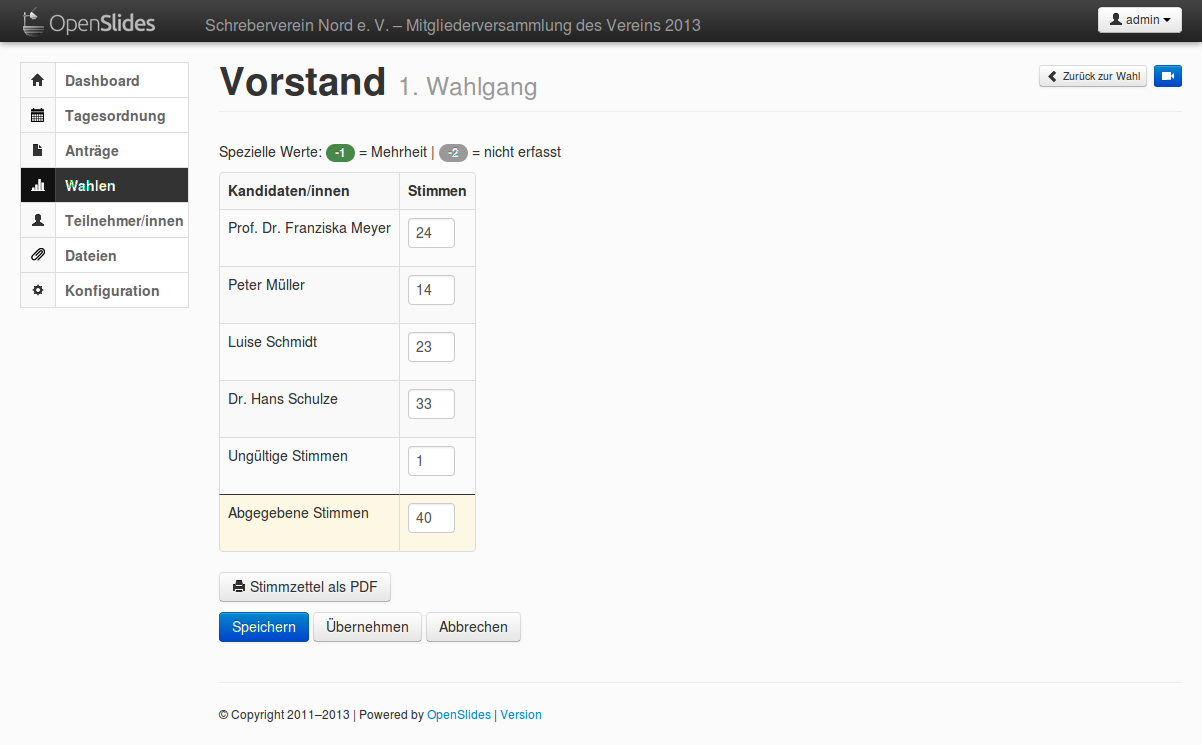 OpenSlides
Schreberverein Nord e. V. – Mitgliederversammlung des Vereins 2013
admin
Dashboard
Tagesordnung
Anträge
Wahlen
Teilnehmer/innen
Dateien
Konfiguration
Vorstand 1. Wahlgang
Zurück zur Wahl
Spezielle Werte: -1 = Mehrheit | -2 = nicht erfasst
Kandidaten/innen Stimmen
Prof. Dr. Franziska Meyer 24
Peter Müller 14
Luise Schmidt 23
Dr. Hans Schulze 33
Ungültige Stimmen 1
Abgegebene Stimmen 40
Stimmzettel als PDF
Speichern Übernehmen Abbrechen
© Copyright 2011–2013 | Powered by OpenSlides | Version